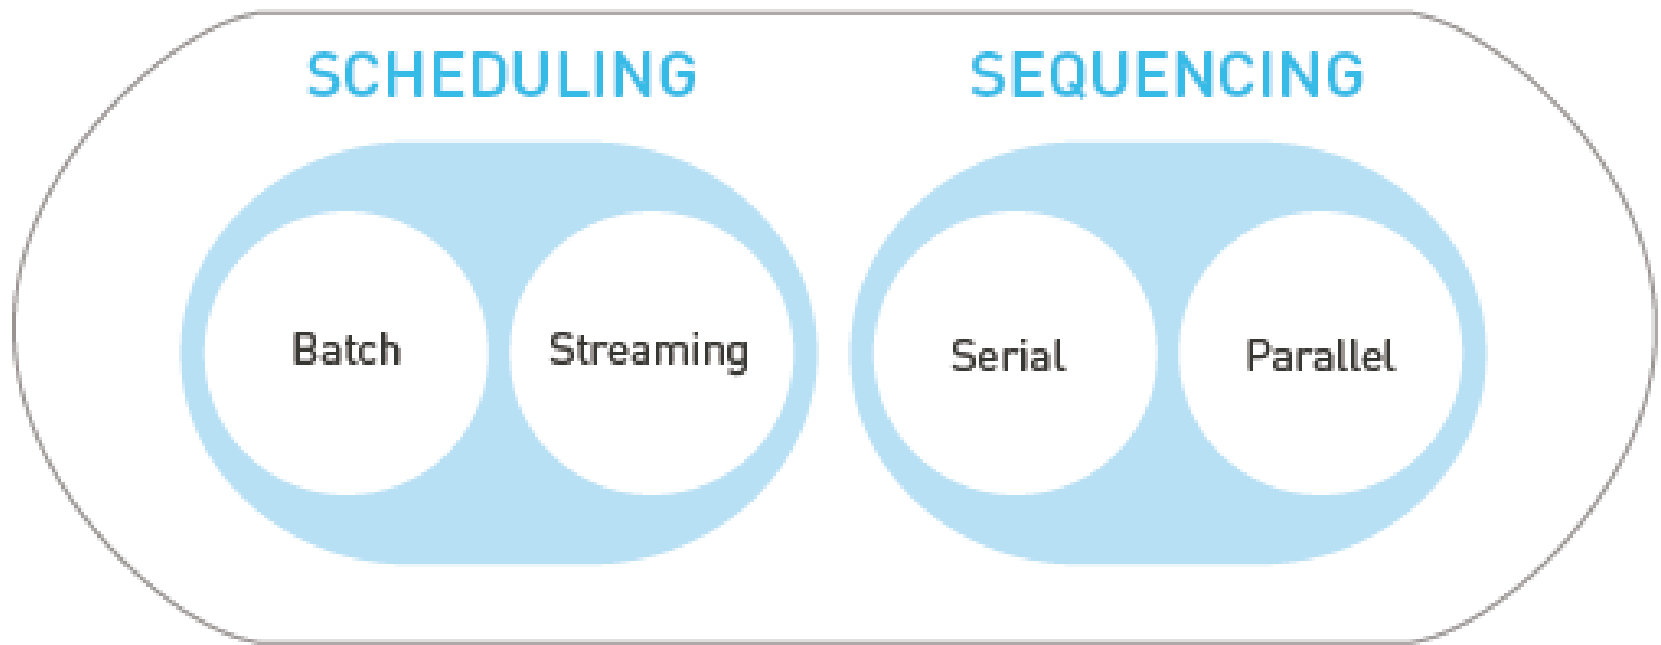 SCHEDULING
SEQUENCING
Batch
Streaming
Serial
Parallel